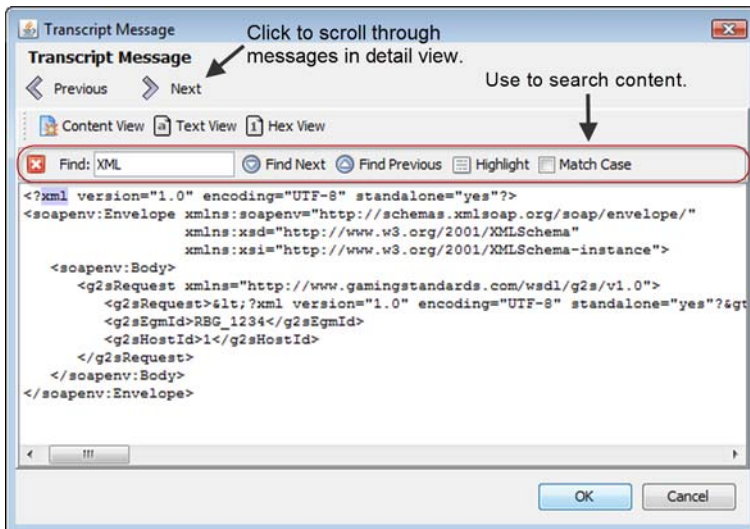 Transcript Message
Click to scroll through
messages in detail view.
Transcript Message
Previous Next
Use to search content.
Content View a Text View 1 Hex View
Find: XML Find Next Find Previous Highlight Match Case
<?xml version="1.0" encoding="UTF-8" standalone="yes"?>
<soapenv:Envelope xmlns:soapenv="http://schemas.xmlsoap.org/soap/envelope/"
xmlns:xsd="http://www.w3.org/2001/XMLSchema"
xmlns:xsi="http://www.w3.org/2001/XMLSchema-instance">
<soapenv:Body>
<g2sRequest xmlns="http://www.gamingstandards.com/wsdl/g2s/v1.0">
<g2sRequest>&lt;?xml version="1.0" encoding="UTF-8" standalone="yes"?&gt
<g2sEgmId>RBG_1234</g2sEgmId>
<g2sHostId>1</g2sHostId>
</g2sRequest>
</soapenv:Body>
</soapenv:Envelope>
OK Cancel